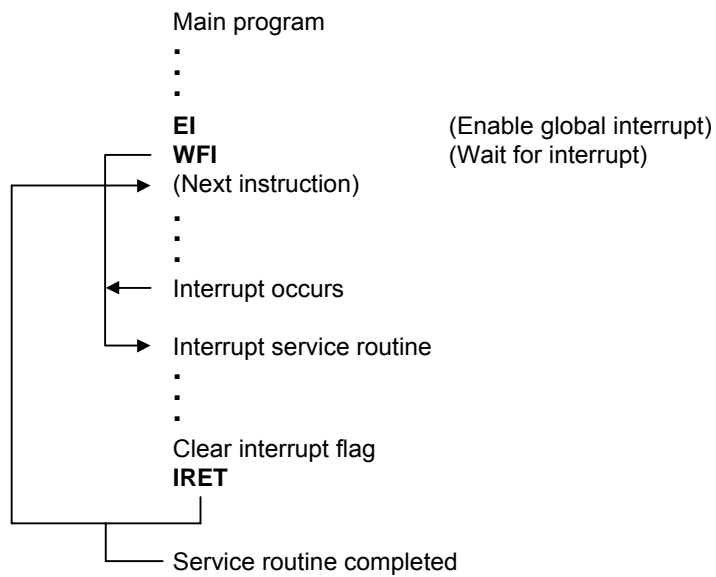 Main program
EI (Enable global interrupt)
WFI (Wait for interrupt)
(Next instruction)
Interrupt occurs
Interrupt service routine
Clear interrupt flag
IRET
Service routine completed